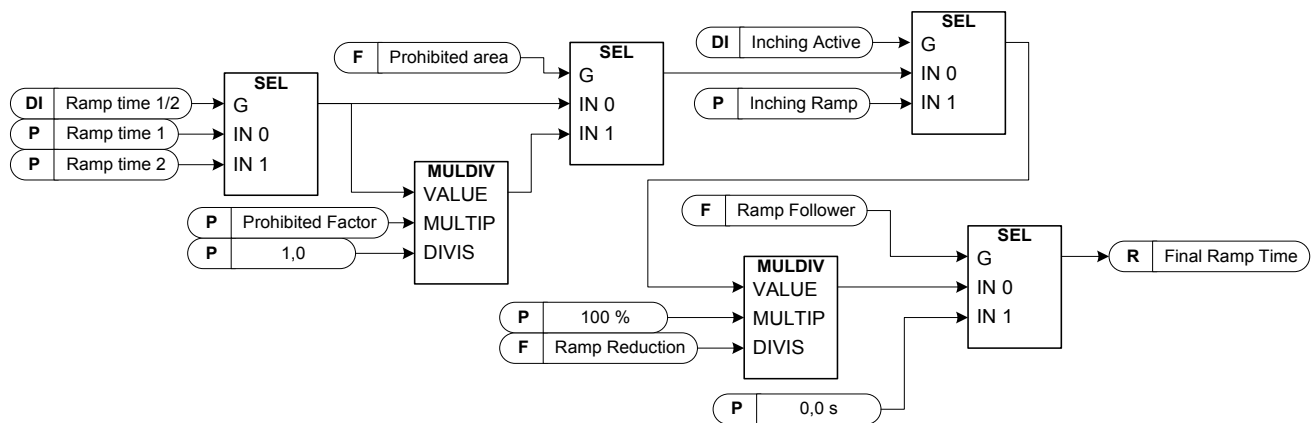 SEL
DI Ramp time 1/2
P Ramp time 1
P Ramp time 2
G
IN 0
IN 1
F Prohibited area
SEL
G
IN 0
IN 1
MULDIV
VALUE
MULTIP
DIVIS
P Prohibited Factor
P 1,0
DI Inching Active
P Inching Ramp
SEL
G
IN 0
IN 1
F Ramp Follower
MULDIV
VALUE
MULTIP
DIVIS
P 100 %
F Ramp Reduction
P 0,0 s
SEL
G
IN 0
IN 1
R Final Ramp Time